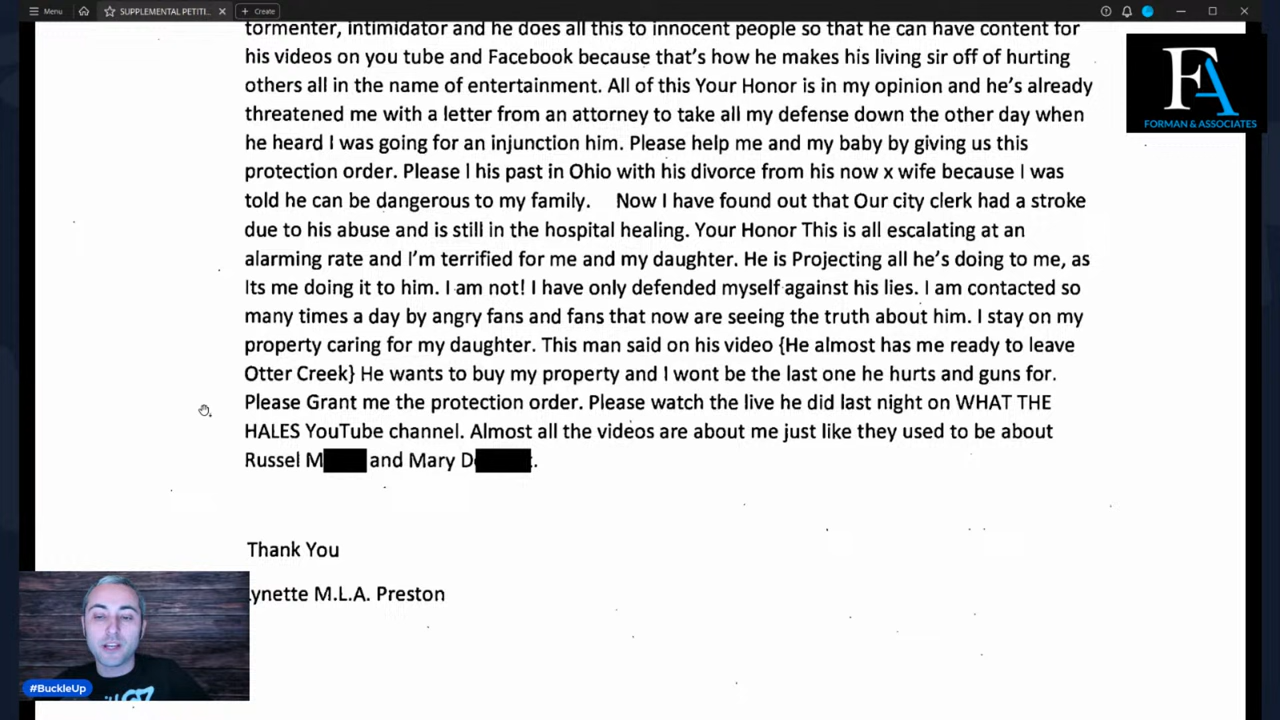 Menu
SUPPLEMENTAL PETITI...
Create
tormenter, intimidator and he does all this to innocent people so that he can have content for
his videos on you tube and Facebook because that's how he makes his living sir off of hurting
others all in the name of entertainment. All of this Your Honor is in my opinion and he's already
threatened me with a letter from an attorney to take all my defense down the other day when
he heard I was going for an injunction him. Please help me and my baby by giving us this
protection order. Please I his past in Ohio with his divorce from his now x wife because I was
told he can be dangerous to my family. Now I have found out that Our city clerk had a stroke
due to his abuse and is still in the hospital healing. Your Honor This is all escalating at an
alarming rate and I'm terrified for me and my daughter. He is Projecting all he's doing to me, as
Its me doing it to him. I am not! I have only defended myself against his lies. I am contacted so
many times a day by angry fans and fans that now are seeing the truth about him. I stay on my
property caring for my daughter. This man said on his video {He almost has me ready to leave
Otter Creek} He wants to buy my property and I wont be the last one he hurts and guns for.
Please Grant me the protection order. Please watch the live he did last night on WHAT THE
HALES YouTube channel. Almost all the videos are about me just like they used to be about
Russel M and Mary D .
Thank You
ynette M.L.A. Preston
FA
FORMAN & ASSOCIATES
#BuckleUp